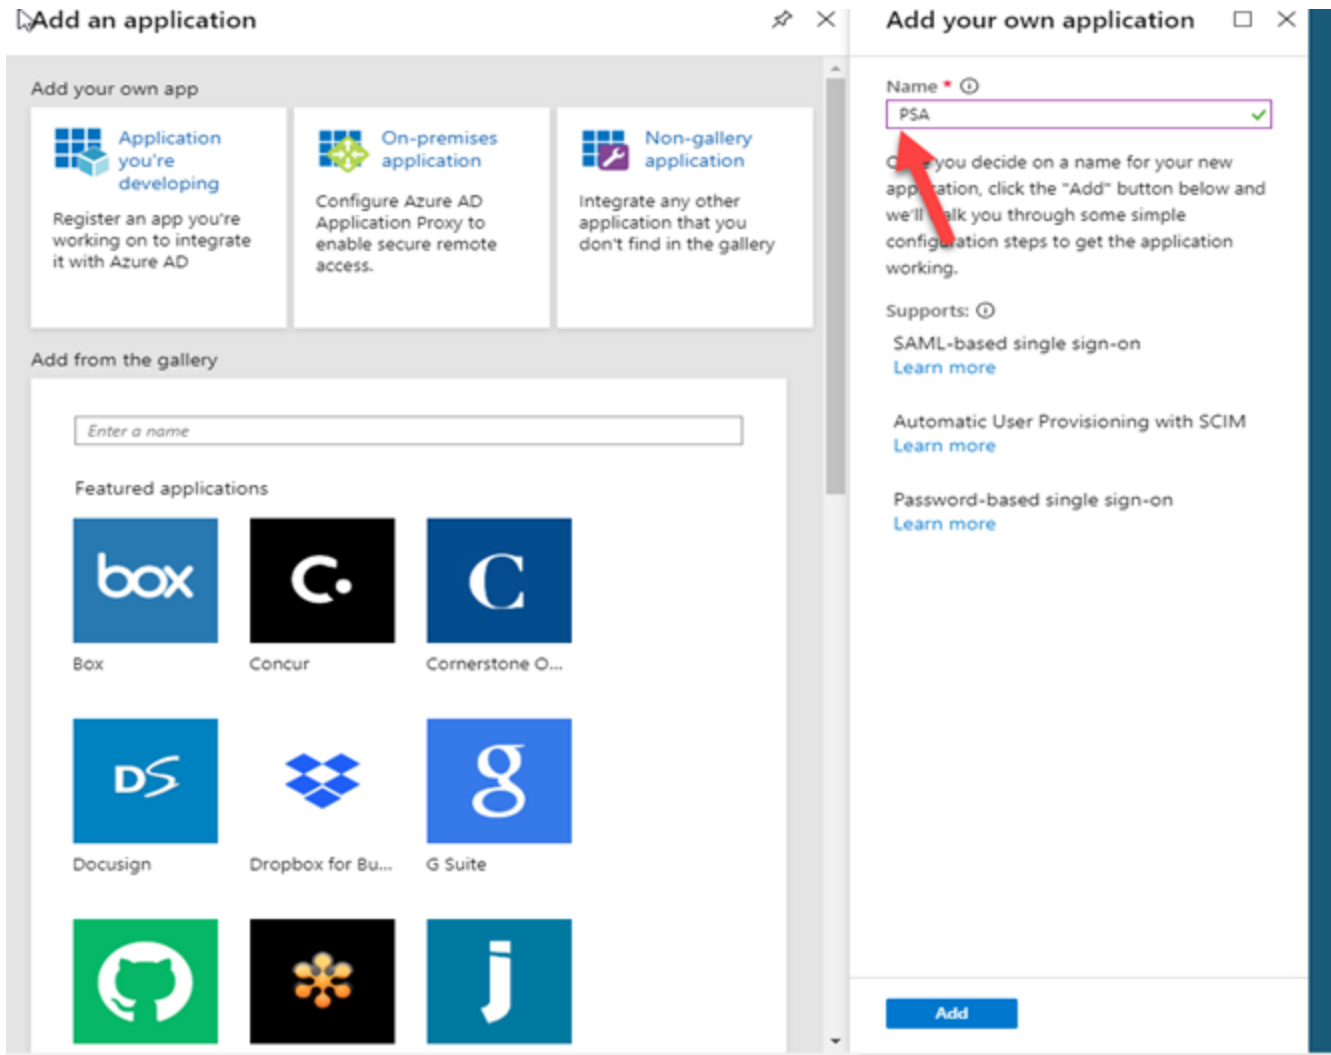 Add an application
Add your own app
Application
you're
developing
Register an app you're
working on to integrate
it with Azure AD
On-premises
application
Configure Azure AD
Application Proxy to
enable secure remote
access.
Non-gallery
application
Integrate any other
application that you
don't find in the gallery
Add from the gallery
Enter a name
Featured applications
box
C.
C
Box
Concur
Cornerstone O...
DS
g
Docusign
Dropbox for Bu...
G Suite
j
Add your own application
Name *
PSA
you decide on a name for your new
click the "Add" button below and
we'll you through some simple
configuration steps to get the application
working.
Supports:
SAML-based single sign-on
Learn more
Automatic User Provisioning with SCIM
Learn more
Password-based single sign-on
Learn more
Add